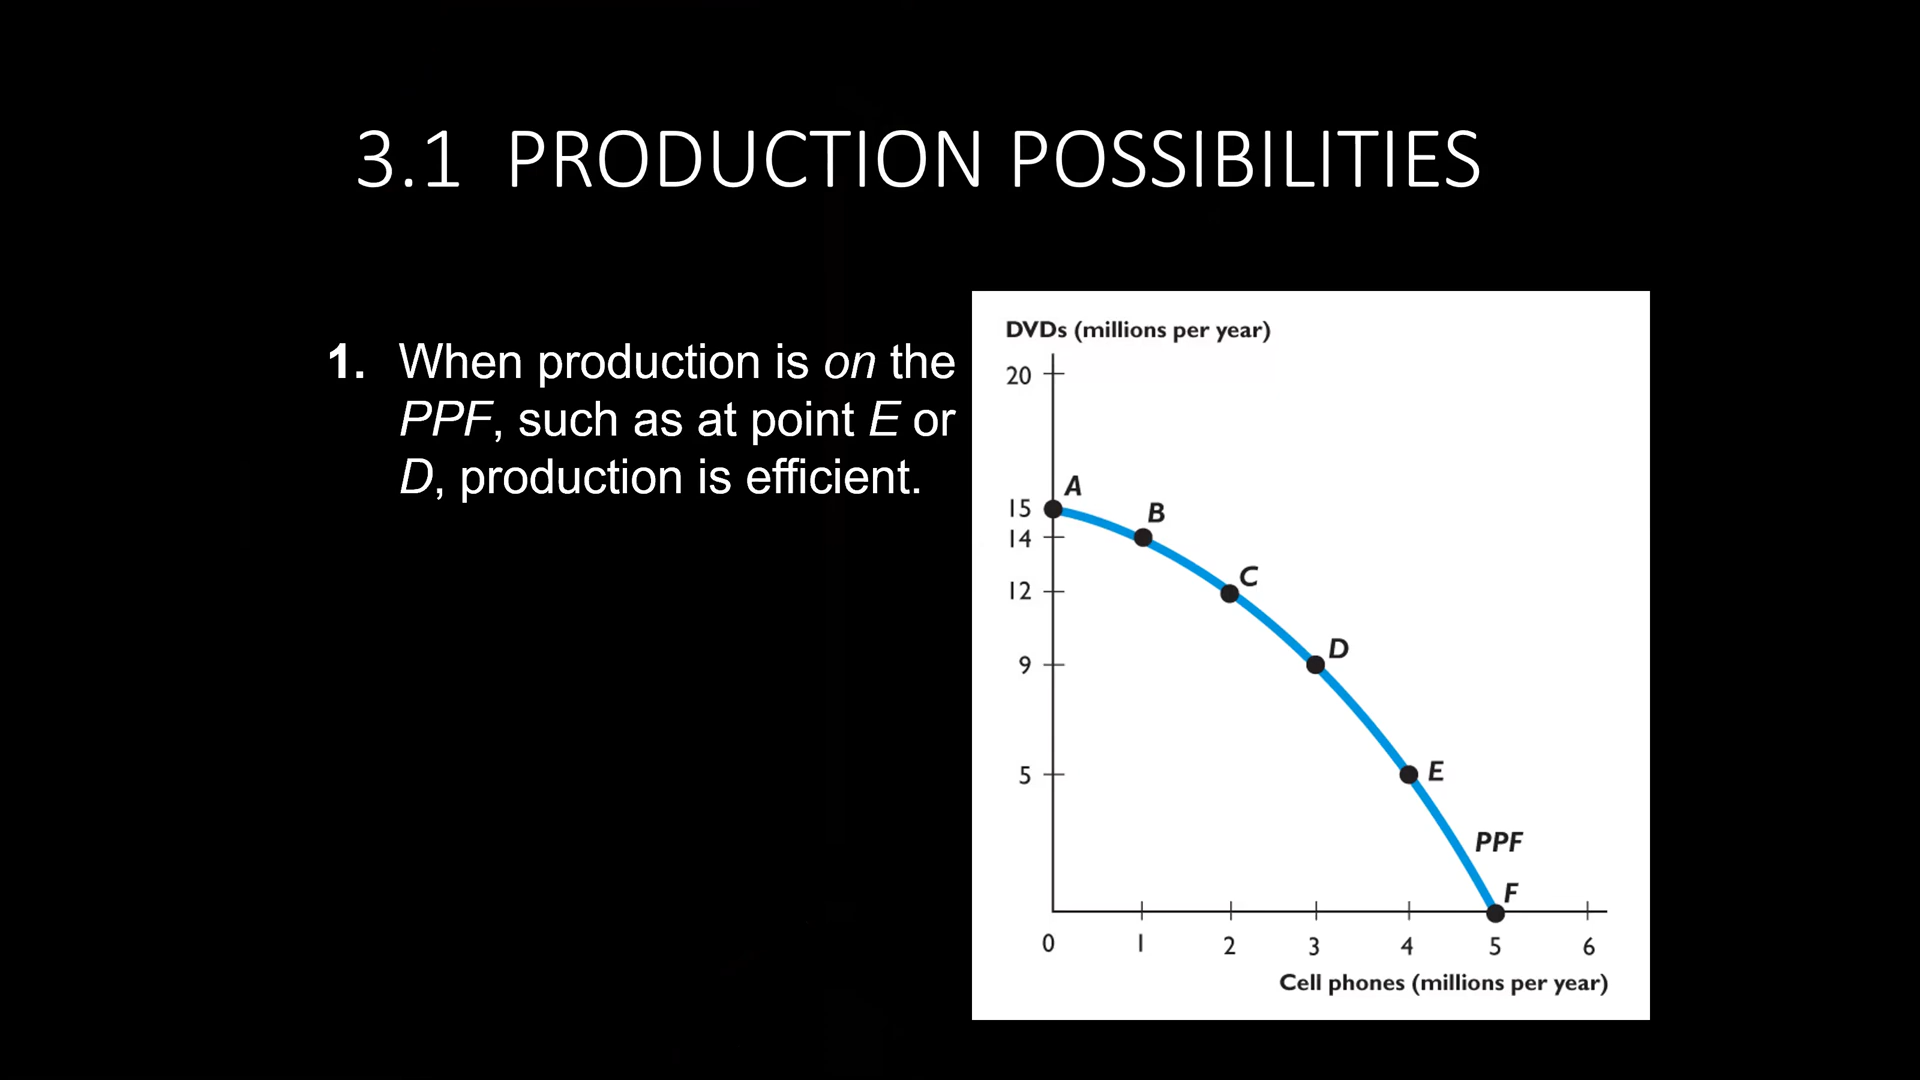 3.1 PRODUCTION POSSIBILITIES
1. When production is on the
PPF, such as at point E or
D, production is efficient.
DVDs (millions per year)
20
A
15
B
14
C
12
D
9
E
5
PPF
F
0 1 2 3 4 5 6
Cell phones (millions per year)